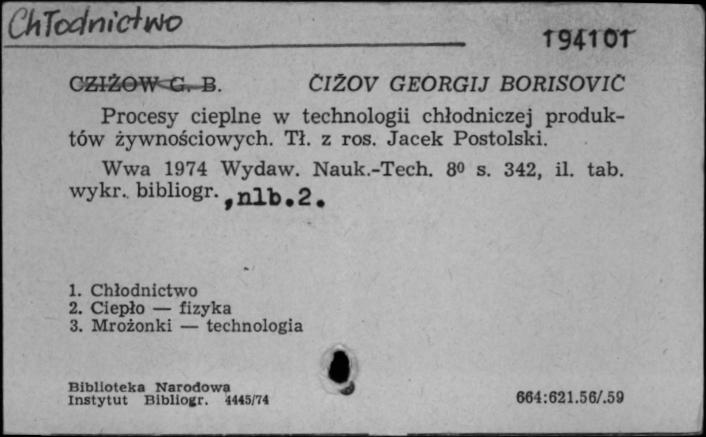 Chłodnictwo
194101
CZIŻOW G. B. ČIŽOV GEORGIJ BORISOVIČ
Procesy cieplne w technologii chłodniczej produk-
tów żywnościowych. Tł. z ros. Jacek Postolski.
Wwa 1974 Wydaw. Nauk.-Tech. 8⁰ s. 342, il. tab.
wykr. bibliogr. ,nlb.2.
1. Chłodnictwo
2. Ciepło — fizyka
3. Mrożonki — technologia
Biblioteka Narodowa
Instytut Bibliogr. 4445/74 664:621.56/.59